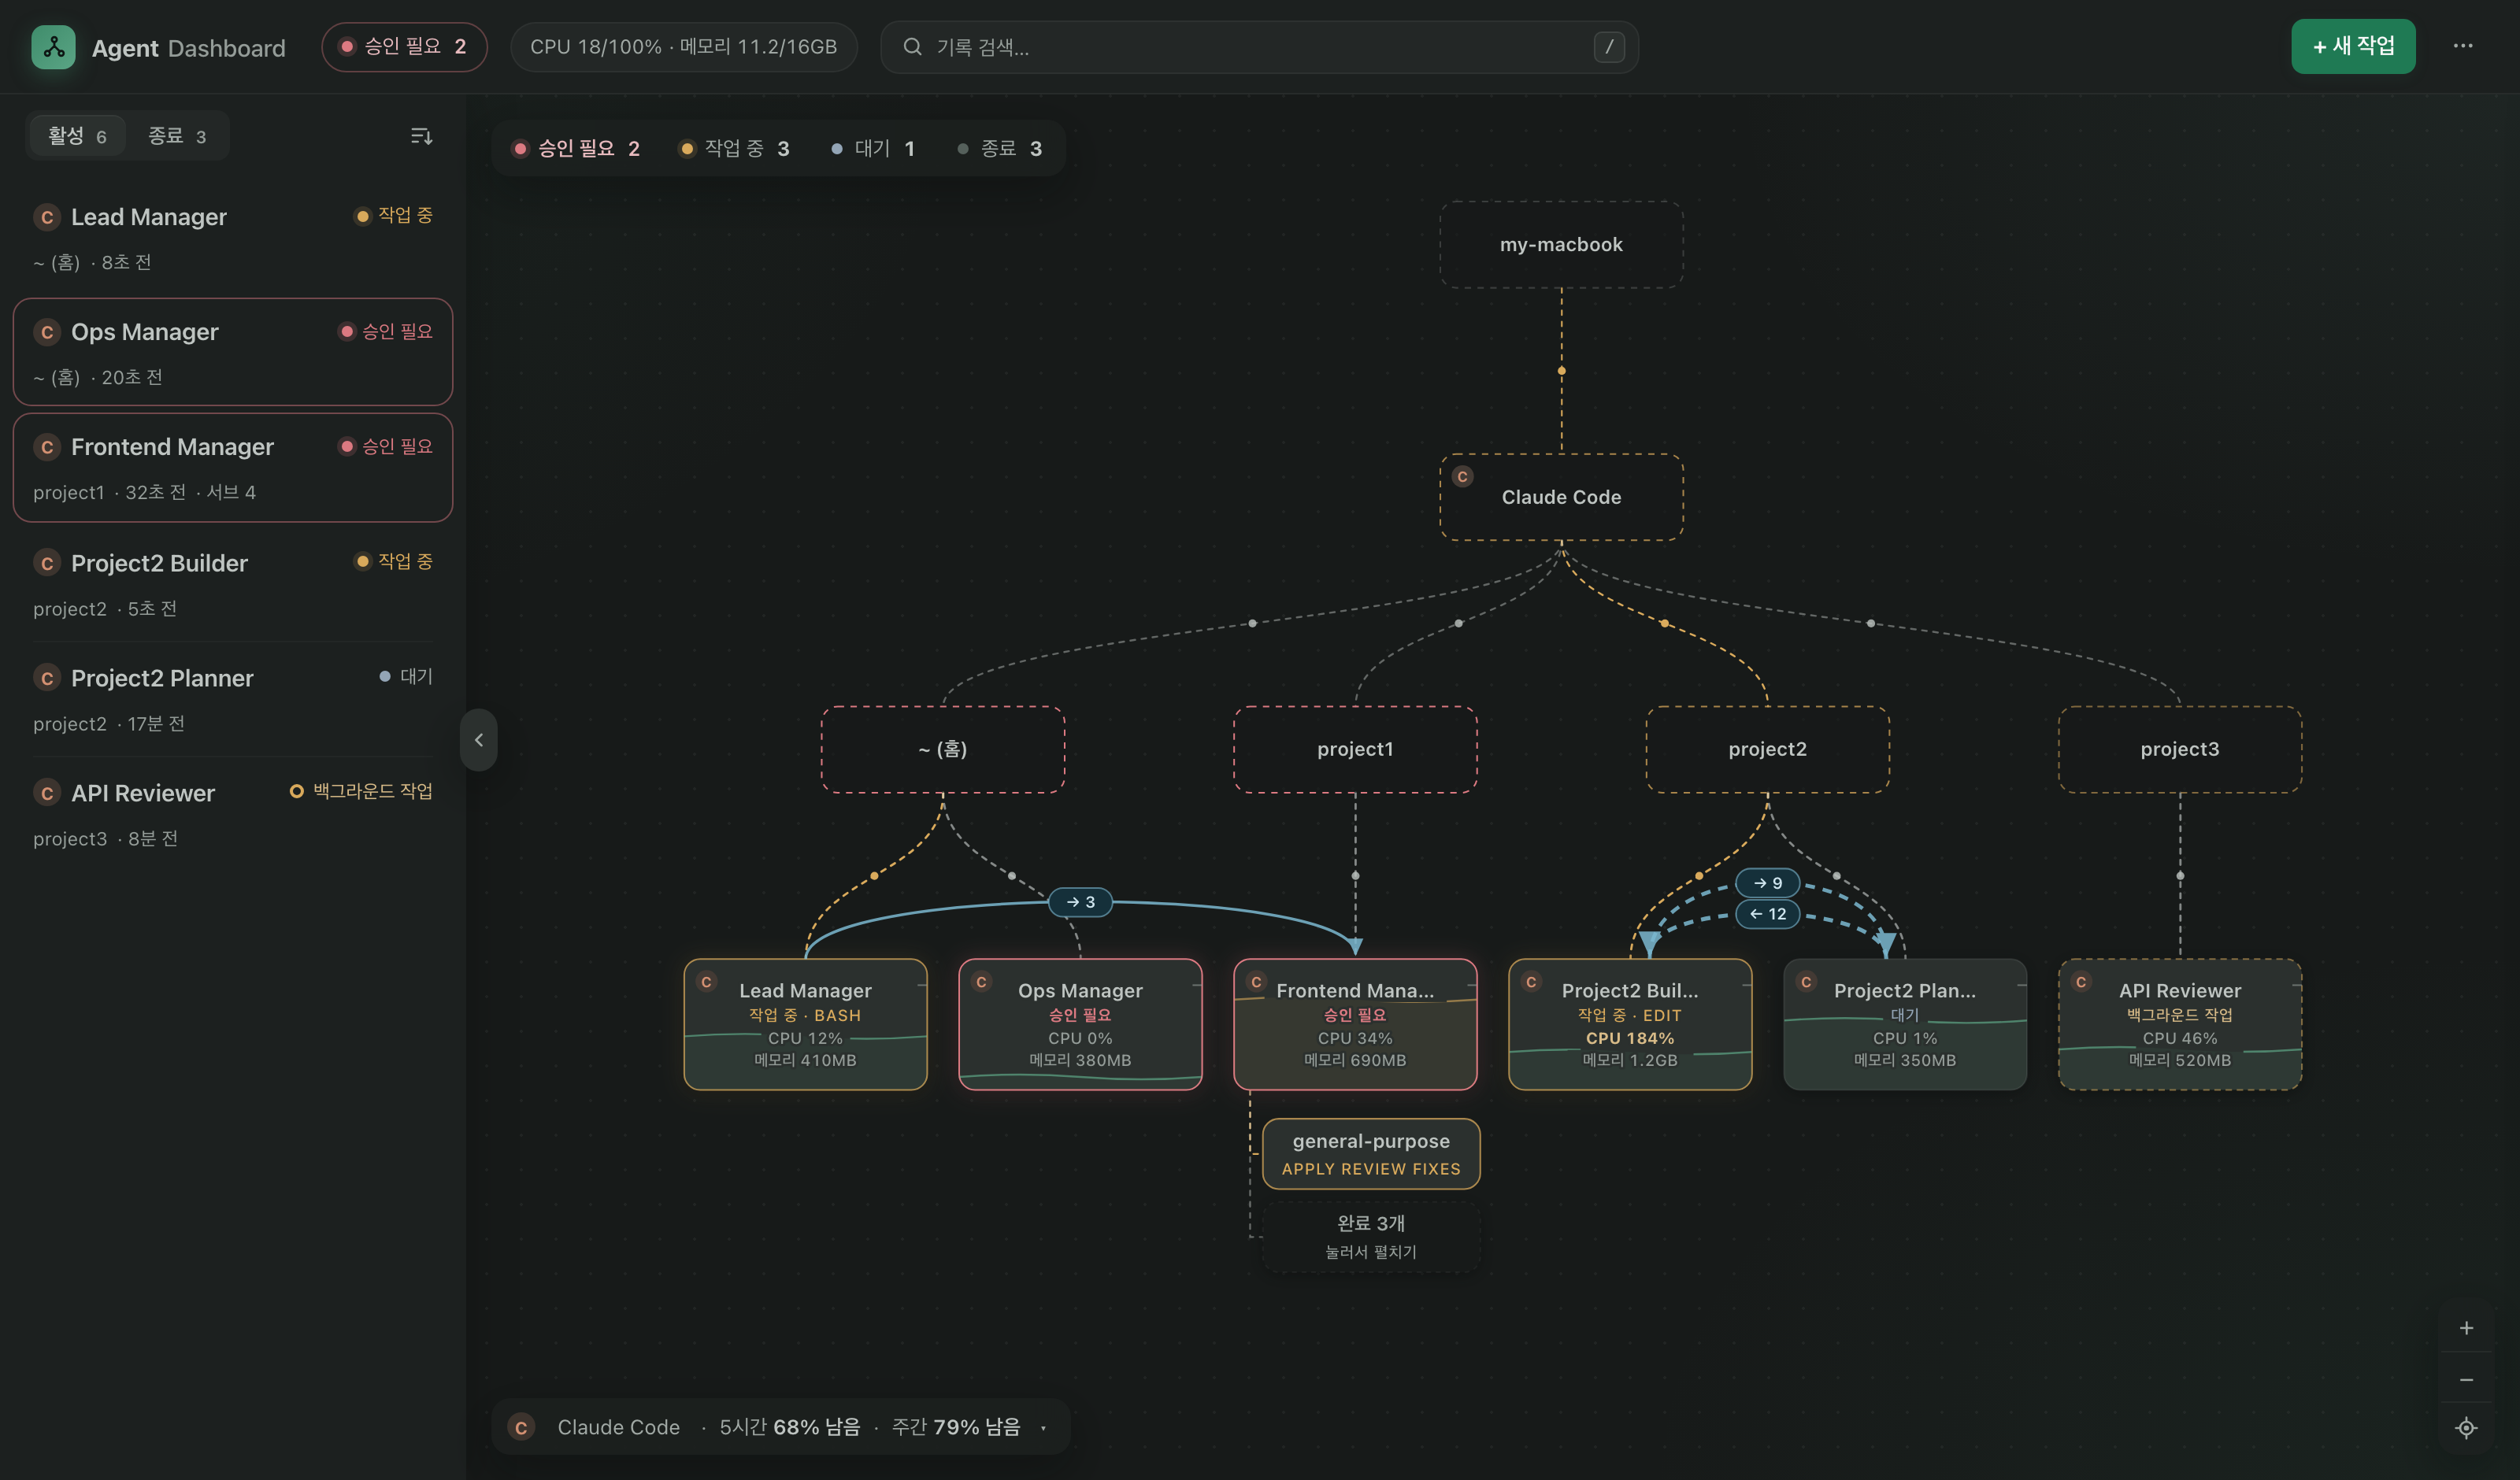 Agent Dashboard
승인 필요 2
CPU 18/100% · 메모리 11.2/16GB
기록 검색...
/
+ 새 작업
활성 6
종료 3
C Lead Manager
작업 중
~ (홈) · 8초 전
C Ops Manager
승인 필요
~ (홈) · 20초 전
C Frontend Manager
승인 필요
project1 · 32초 전 · 서브 4
C Project2 Builder
작업 중
project2 · 5초 전
C Project2 Planner
대기
project2 · 17분 전
C API Reviewer
백그라운드 작업
project3 · 8분 전
승인 필요 2
작업 중 3
대기 1
종료 3
my-macbook
C Claude Code
~ (홈)
project1
project2
project3
→ 3
→ 9
← 12
C Lead Manager
작업 중 · BASH
CPU 12%
메모리 410MB
C Ops Manager
승인 필요
CPU 0%
메모리 380MB
C Frontend Mana...
승인 필요
CPU 34%
메모리 690MB
C Project2 Buil...
작업 중 · EDIT
CPU 184%
메모리 1.2GB
C Project2 Plan...
대기
CPU 1%
메모리 350MB
C API Reviewer
백그라운드 작업
CPU 46%
메모리 520MB
general-purpose
APPLY REVIEW FIXES
완료 3개
눌러서 펼치기
C Claude Code · 5시간 68% 남음 · 주간 79% 남음